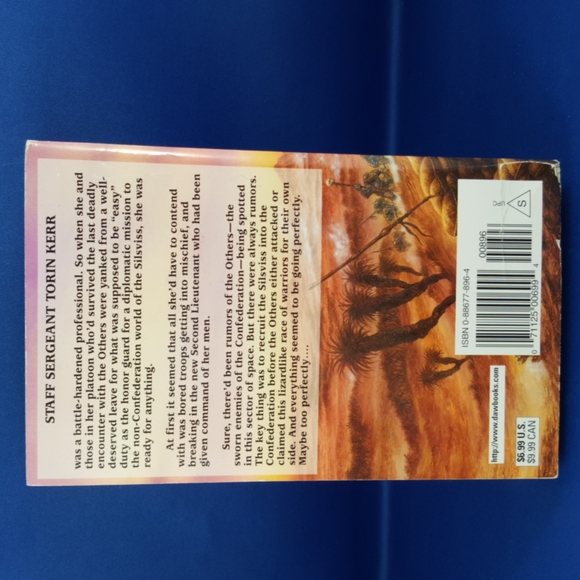 STAFF SERGEANT TORIN KERR
was a battle-hardened professional. So when she and
those in her platoon who'd survived the last deadly
encounter with the Others were yanked from a well-
deserved leave for what was supposed to be "easy"
duty as the honor guard for a diplomatic mission to
the non-Confederation world of the Silsviss, she was
ready for anything.
At first it seemed that all she'd have to contend
with was bored troops getting into mischief, and
breaking in the new Second Lieutenant who had been
given command of her men.
Sure, there'd been rumors of the Others—the
sworn enemies of the Confederation—being spotted
in this sector of space. But there were always rumors.
The key thing was to recruit the Silsviss into the
Confederation before the Others either attacked or
claimed this lizardlike race of warriors for their own
side. And everything seemed to be going perfectly.
Maybe too perfectly....
http://www.dawbooks.com
$6.99 U.S.
$9.99 CAN
ISBN 0-88677-896-4
00896
0 71125 00699 4
UPC
S